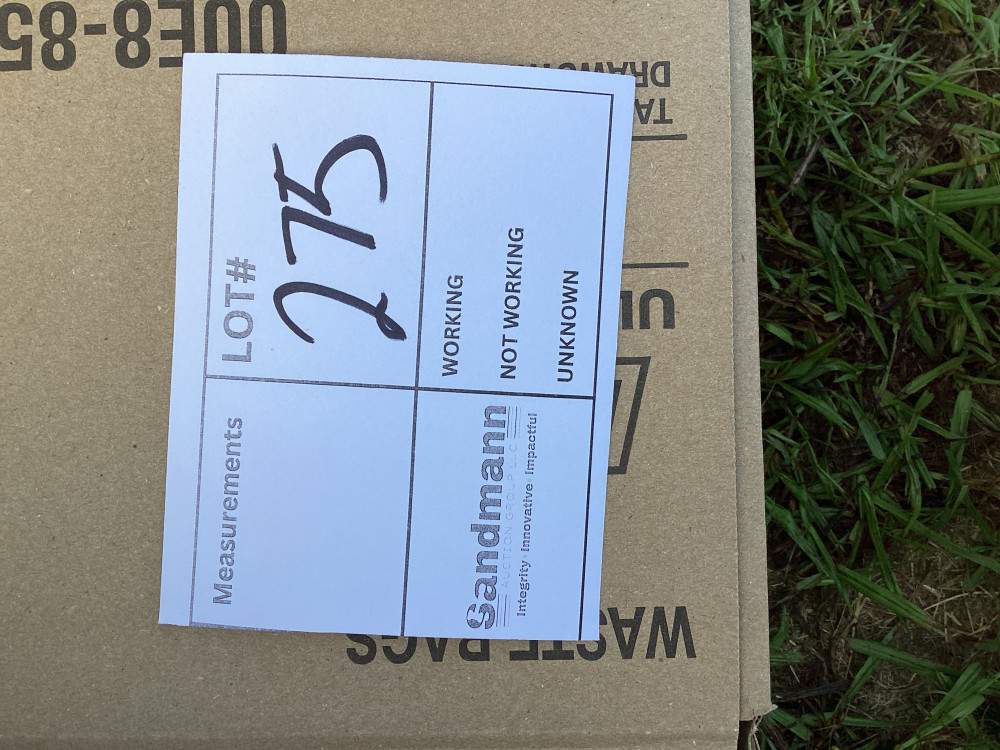 LOT#
275
Measurements
WORKING
NOT WORKING
UNKNOWN
Sandmann
AUCTION GROUP LLC
Integrity · Innovative · Impactful
WASTE BAGS